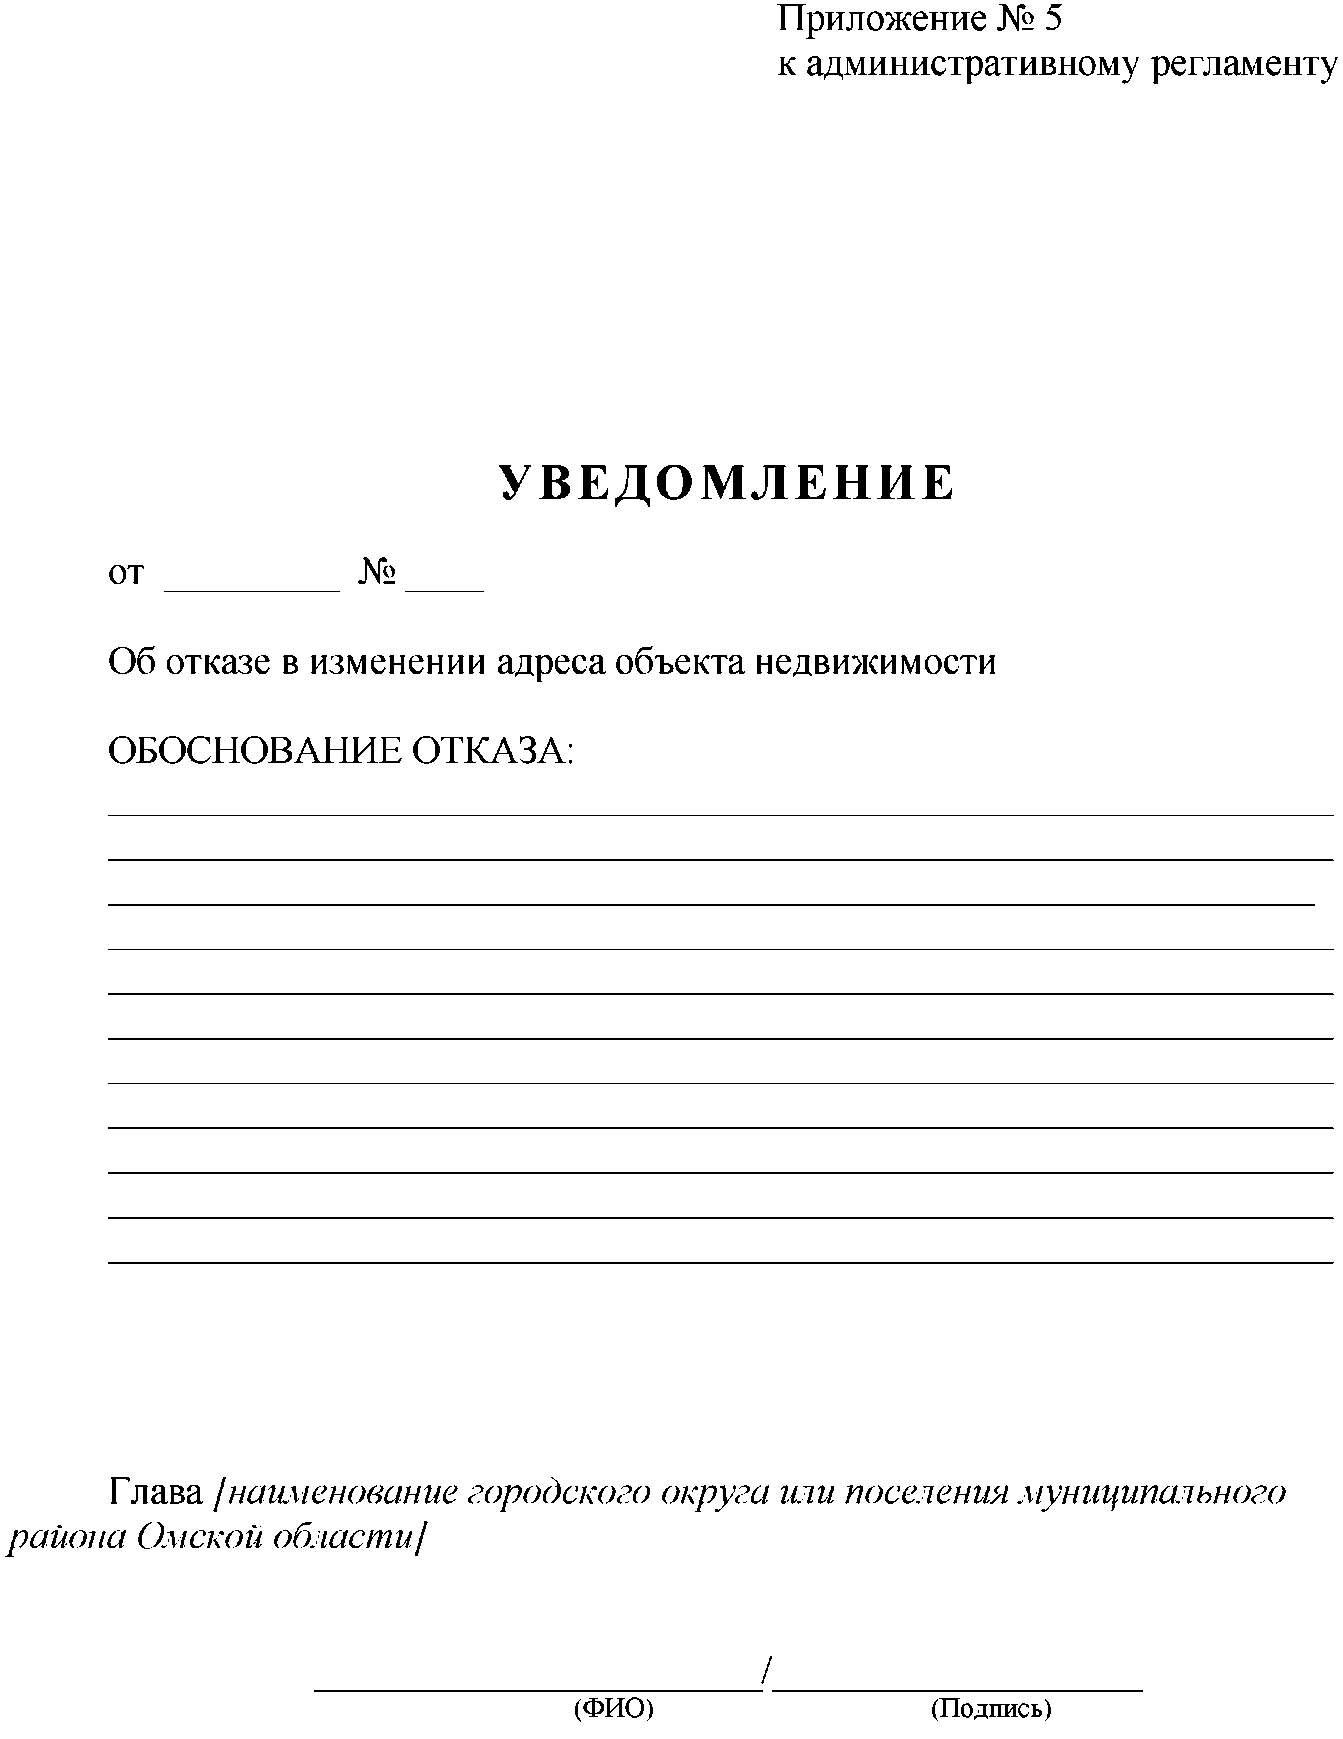 Приложение № 5
к административному регламенту
УВЕДОМЛЕНИЕ
от _________ № ____
Об отказе в изменении адреса объекта недвижимости
ОБОСНОВАНИЕ ОТКАЗА:
Глава [наименование городского округа или поселения муниципального
района Омской области]
/
(ФИО) (Подпись)